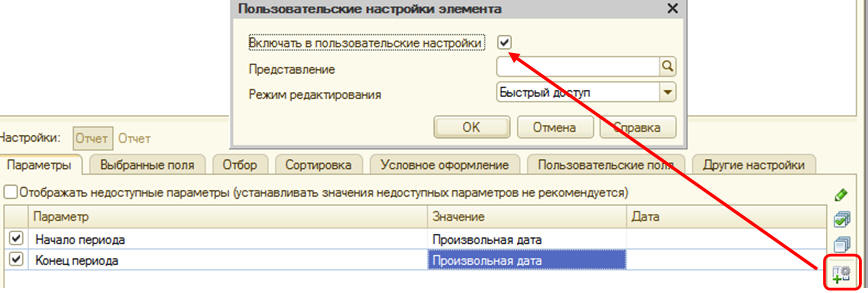 Пользовательские настройки элемента
Включать в пользовательские настройки
Представление
Режим редактирования Быстрый доступ
OK Отмена Справка
Настройки: Отчет Отчет
Параметры Выбранные поля Отбор Сортировка Условное оформление Пользовательские поля Другие настройки
Отображать недоступные параметры (устанавливать значения недоступных параметров не рекомендуется)
Параметр Значение Дата
Начало периода Произвольная дата
Конец периода Произвольная дата